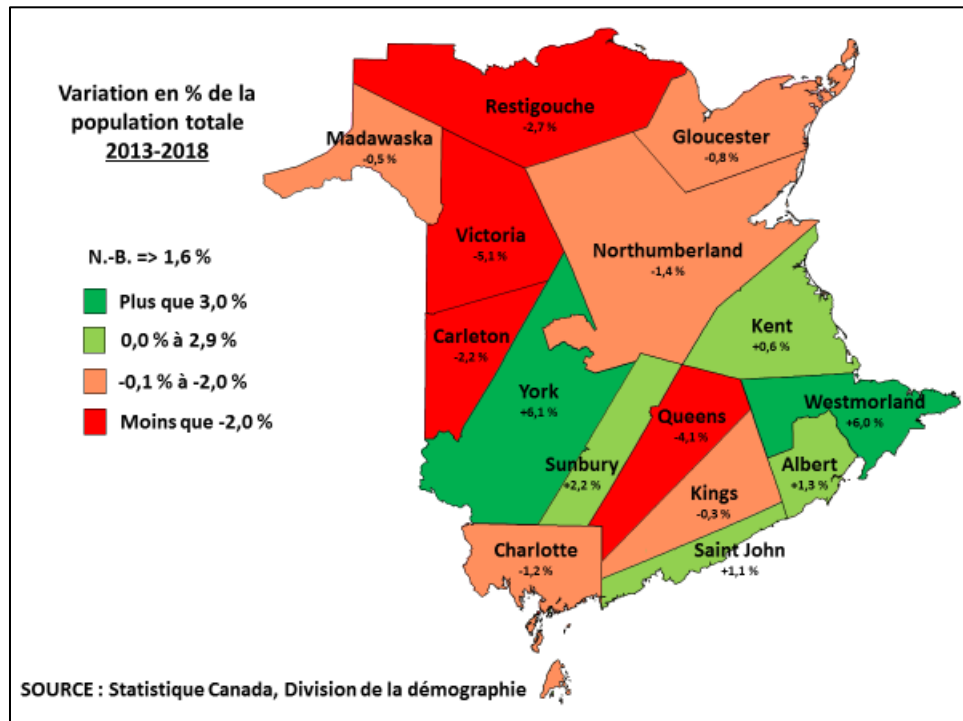 Variation en % de la
population totale
2013-2018
N.-B. => 1,6 %
Plus que 3,0 %
0,0 % à 2,9 %
-0,1 % à -2,0 %
Moins que -2,0 %
Restigouche
-2,7 %
Madawaska
-0,5 %
Gloucester
-0,8 %
Victoria
-5,1 %
Northumberland
-1,4 %
Carleton
-2,2 %
Kent
+0,6 %
York
+6,1 %
Westmorland
+6,0 %
Queens
-4,1 %
Sunbury
+2,2 %
Albert
+1,3 %
Kings
-0,3 %
Charlotte
-1,2 %
Saint John
+1,1 %
SOURCE : Statistique Canada, Division de la démographie